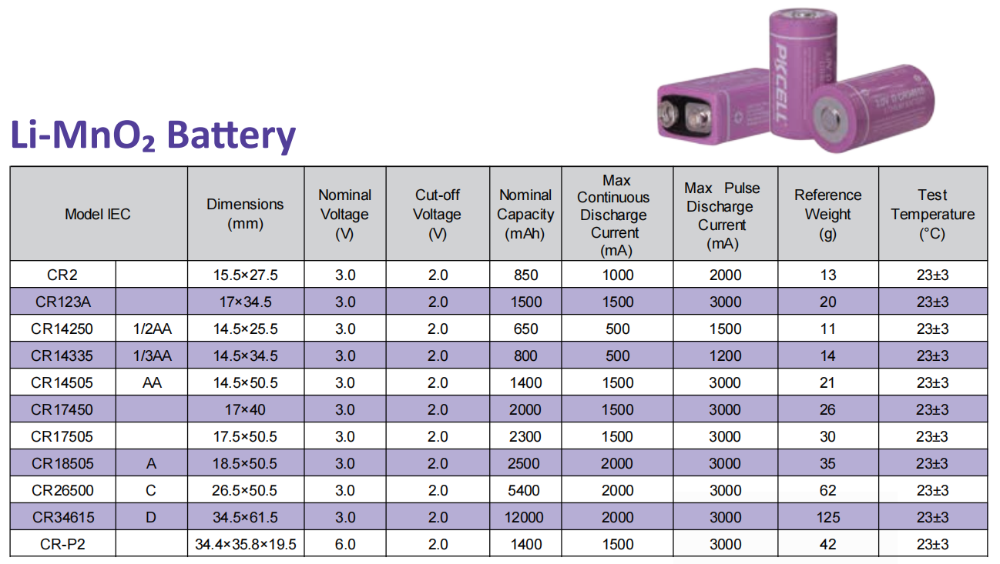 PKCELL
3.0V D CR34615
Li-MnO₂ Battery
Model IEC Dimensions (mm) Nominal Voltage (V) Cut-off Voltage (V) Nominal Capacity (mAh) Max Continuous Discharge Current (mA) Max Pulse Discharge Current (mA) Reference Weight (g) Test Temperature (°C)
CR2 15.5×27.5 3.0 2.0 850 1000 2000 13 23±3
CR123A 17×34.5 3.0 2.0 1500 1500 3000 20 23±3
CR14250 1/2AA 14.5×25.5 3.0 2.0 650 500 1500 11 23±3
CR14335 1/3AA 14.5×34.5 3.0 2.0 800 500 1200 14 23±3
CR14505 AA 14.5×50.5 3.0 2.0 1400 1500 3000 21 23±3
CR17450 17×40 3.0 2.0 2000 1500 3000 26 23±3
CR17505 17.5×50.5 3.0 2.0 2300 1500 3000 30 23±3
CR18505 A 18.5×50.5 3.0 2.0 2500 2000 3000 35 23±3
CR26500 C 26.5×50.5 3.0 2.0 5400 2000 3000 62 23±3
CR34615 D 34.5×61.5 3.0 2.0 12000 2000 3000 125 23±3
CR-P2 34.4×35.8×19.5 6.0 2.0 1400 1500 3000 42 23±3